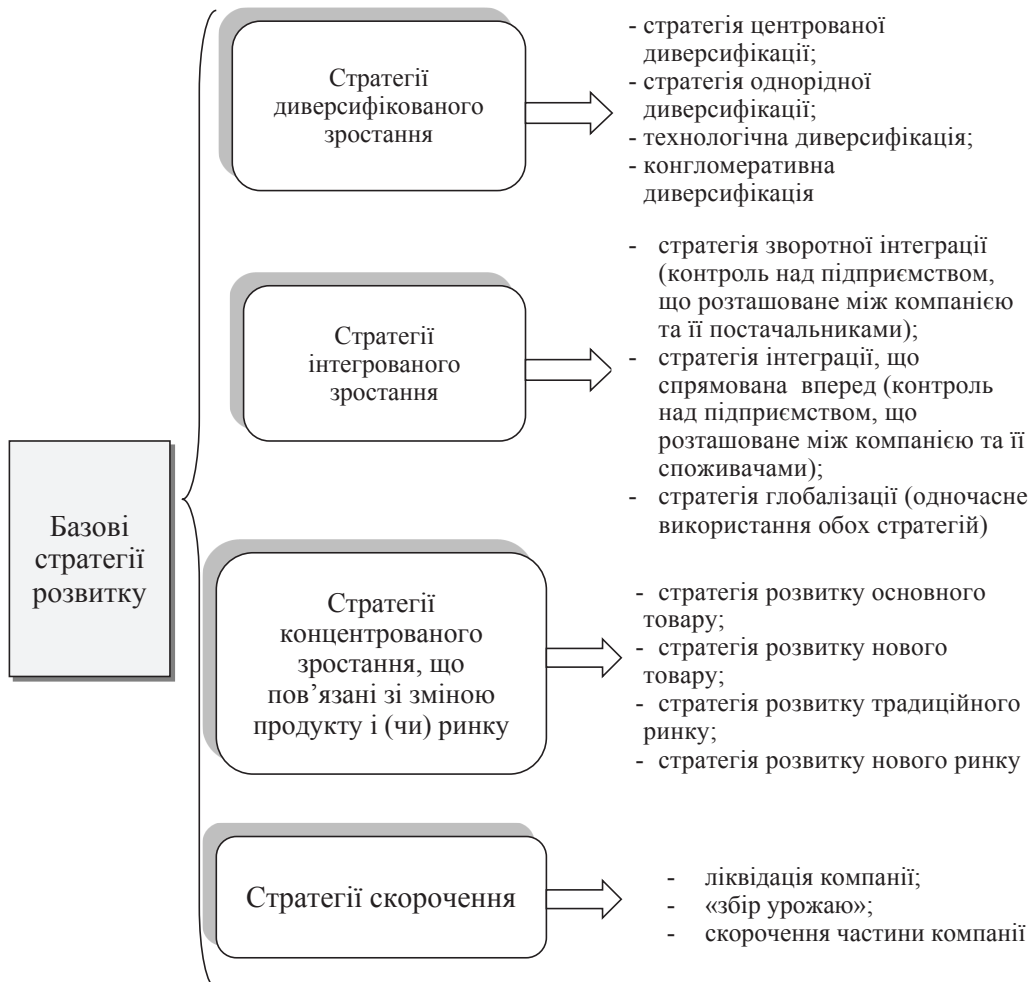 Базові
стратегії
розвитку
Стратегії
диверсифікованого
зростання
- стратегія центрованої
диверсифікації;
- стратегія однорідної
диверсифікації;
- технологічна диверсифікація;
- конгломеративна
диверсифікація
Стратегії
інтегрованого
зростання
- стратегія зворотної інтеграції
(контроль над підприємством,
що розташоване між компанією
та її постачальниками);
- стратегія інтеграції, що
спрямована вперед (контроль
над підприємством, що
розташоване між компанією та її
споживачами);
- стратегія глобалізації (одночасне
використання обох стратегій)
Стратегії
концентрованого
зростання, що
пов’язані зі зміною
продукту і (чи) ринку
- стратегія розвитку основного
товару;
- стратегія розвитку нового
товару;
- стратегія розвитку традиційного
ринку;
- стратегія розвитку нового ринку
Стратегії скорочення
- ліквідація компанії;
- «збір урожаю»;
- скорочення частини компанії